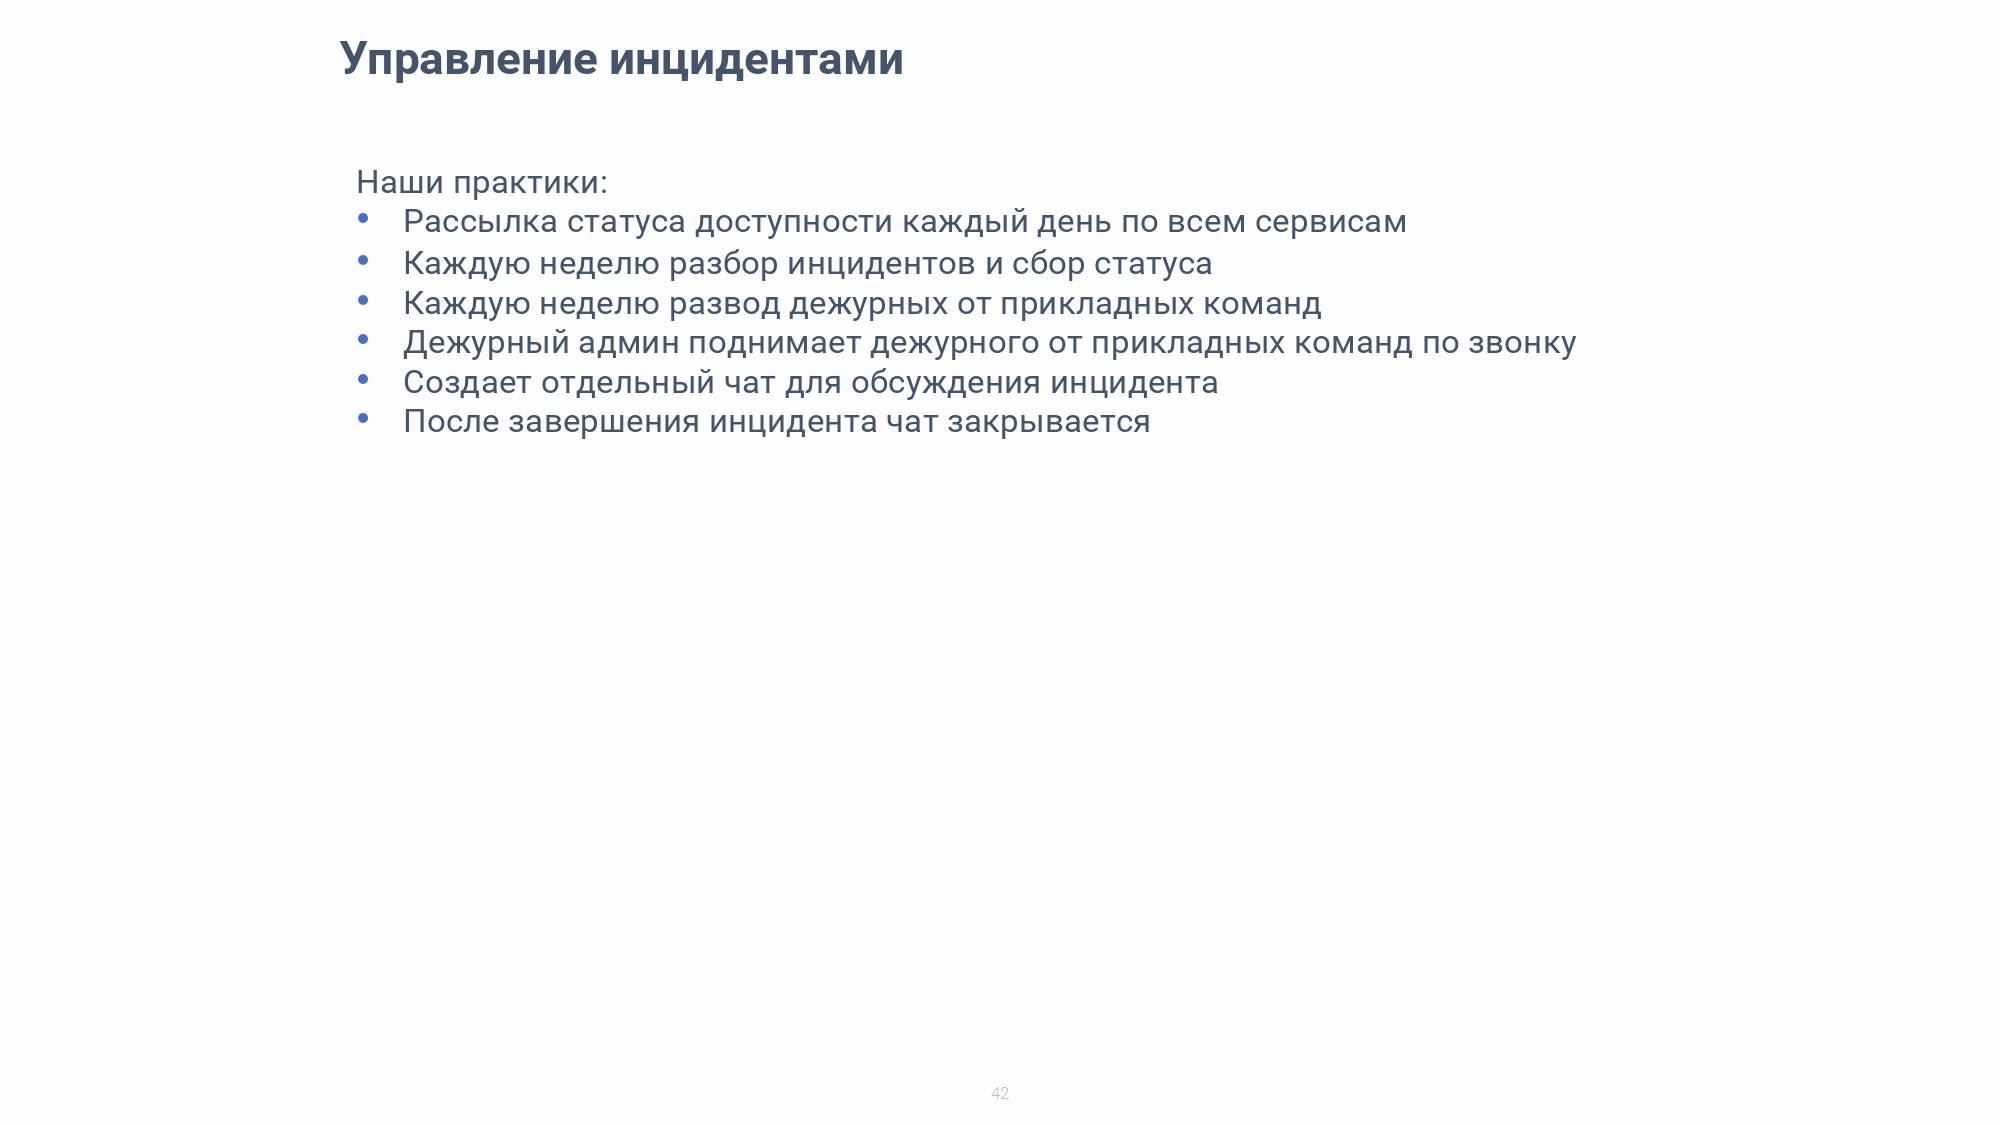 Управление инцидентами
Наши практики:
• Рассылка статуса доступности каждый день по всем сервисам
• Каждую неделю разбор инцидентов и сбор статуса
• Каждую неделю развод дежурных от прикладных команд
• Дежурный админ поднимает дежурного от прикладных команд по звонку
• Создает отдельный чат для обсуждения инцидента
• После завершения инцидента чат закрывается
42